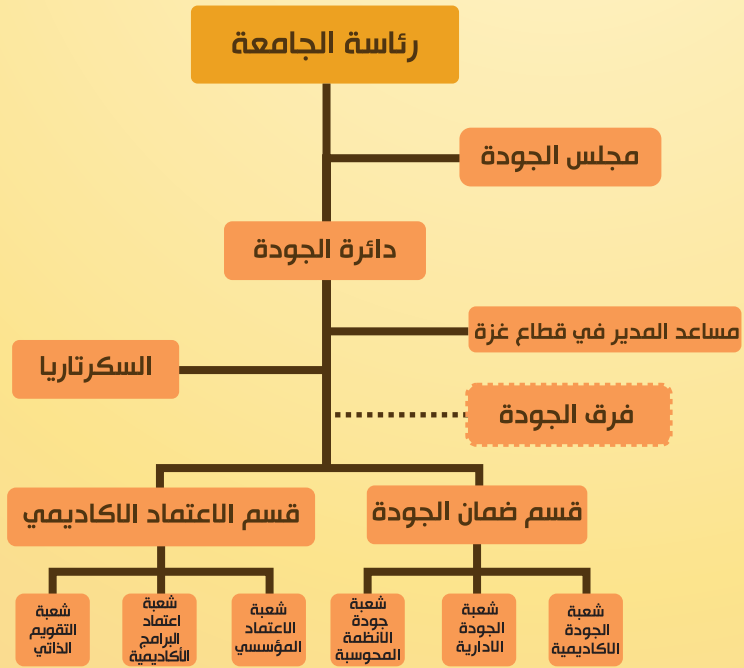 رئاسة الجامعة
مجلس الجودة
دائرة الجودة
مساعد المدير في قطاع غزة
السكرتاريا
فرق الجودة
قسم ضمان الجودة
قسم الاعتماد الاكاديمي
شعبة
الجودة
الاكاديمية
شعبة
الجودة
الادارية
شعبة
جودة
الانظمة
المحوسبة
شعبة
الاعتماد
المؤسسي
شعبة
اعتماد
البرامج
الأكاديمية
شعبة
التقويم
الذاتي